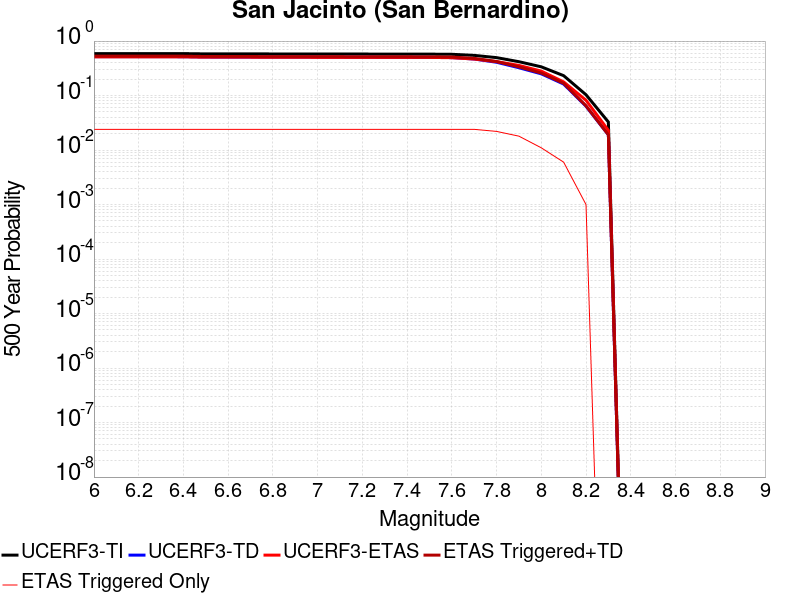 San Jacinto (San Bernardino)
10^0
10^-1
10^-2
10^-3
10^-4
10^-5
10^-6
10^-7
10^-8
500 Year Probability
6 6.2 6.4 6.6 6.8 7 7.2 7.4 7.6 7.8 8 8.2 8.4 8.6 8.8 9
Magnitude
UCERF3-TI UCERF3-TD UCERF3-ETAS ETAS Triggered+TD
ETAS Triggered Only